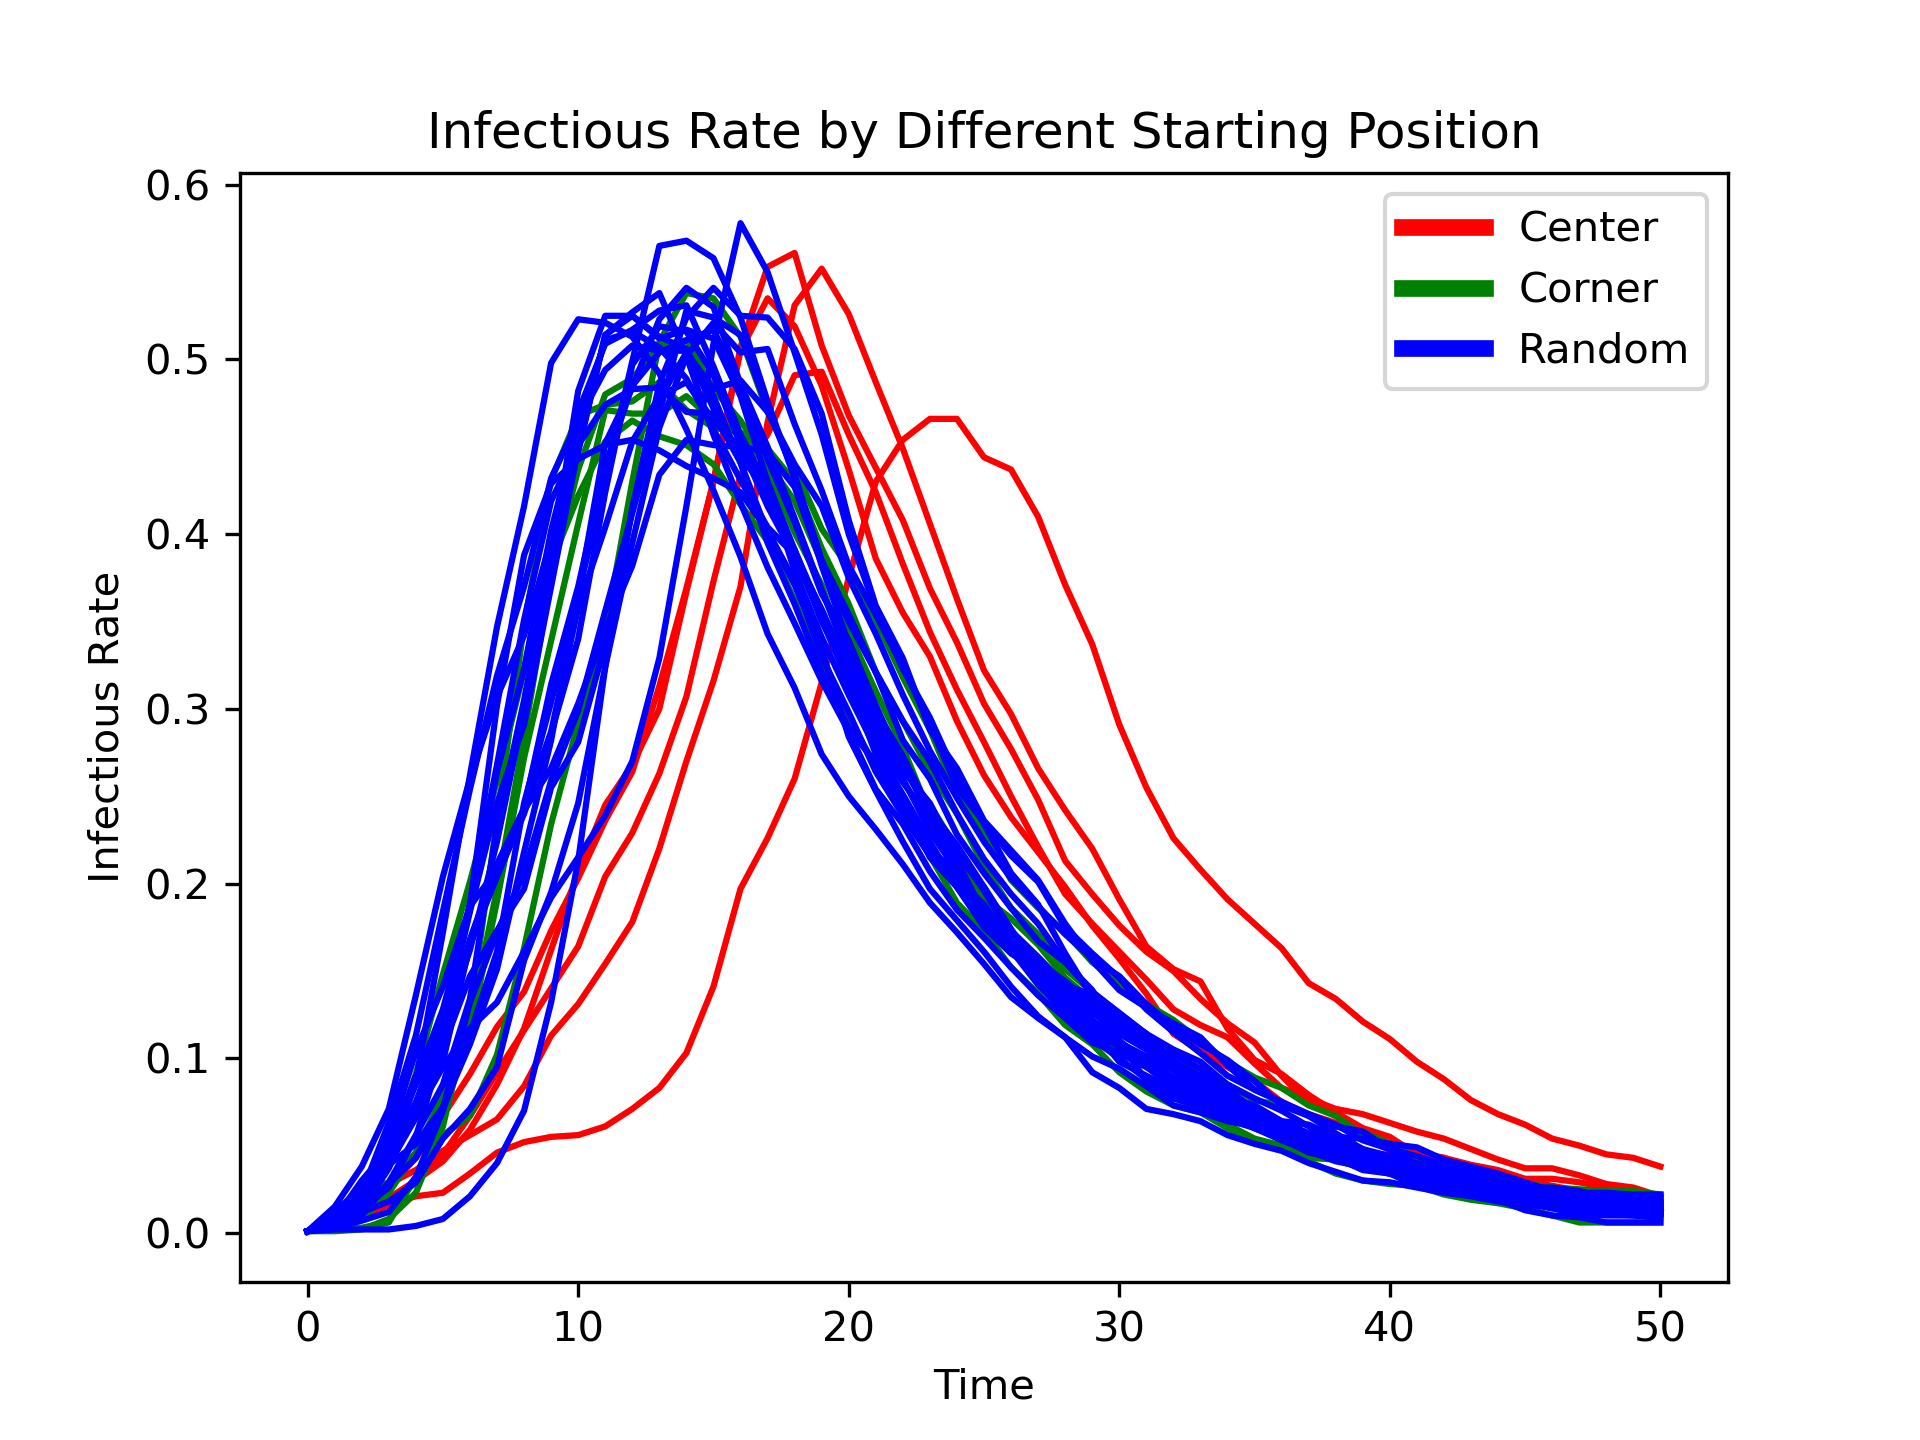 Infectious Rate by Different Starting Position
0.6
0.5
0.4
0.3
0.2
0.1
0.0
Infectious Rate
Center
Corner
Random
0 10 20 30 40 50
Time